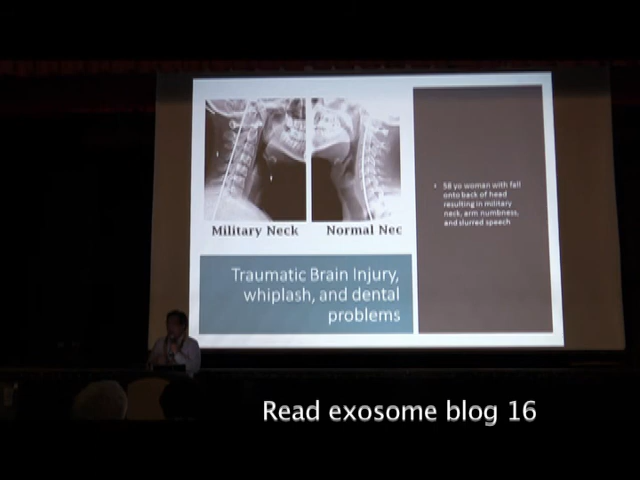 Military Neck
Normal Nec
Traumatic Brain Injury,
whiplash, and dental
problems
• 58 yo woman with fall
onto back of head
resulting in military
neck, arm numbness,
and slurred speech
Read exosome blog 16